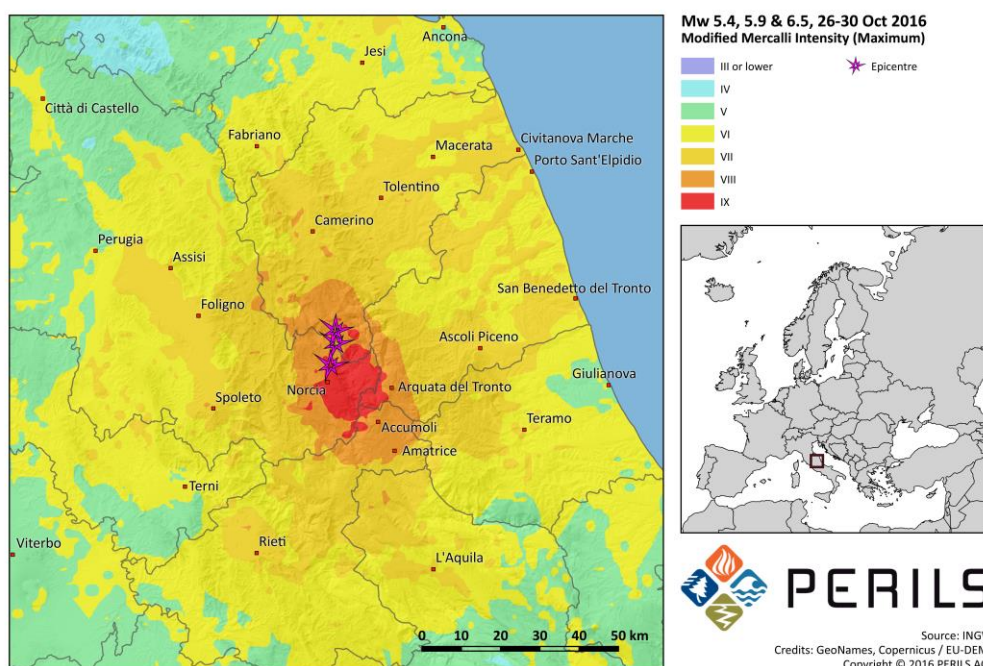 Mw 5.4, 5.9 & 6.5, 26-30 Oct 2016
Modified Mercalli Intensity (Maximum)
III or lower
Epicentre
IV
V
VI
VII
VIII
IX
Ancona
Jesi
Città di Castello
Fabriano
Macerata
Civitanova Marche
Porto Sant'Elpidio
Tolentino
Camerino
Perugia
Assisi
San Benedetto del Tronto
Foligno
Ascoli Piceno
Giulianova
Norcia
Arquata del Tronto
Spoleto
Accumoli
Teramo
Amatrice
Terni
Viterbo
Rieti
L'Aquila
0 10 20 30 40 50 km
PERILS
Source: INGV
Credits: GeoNames, Copernicus / EU-DEM
Copyright © 2016 PERILS AG